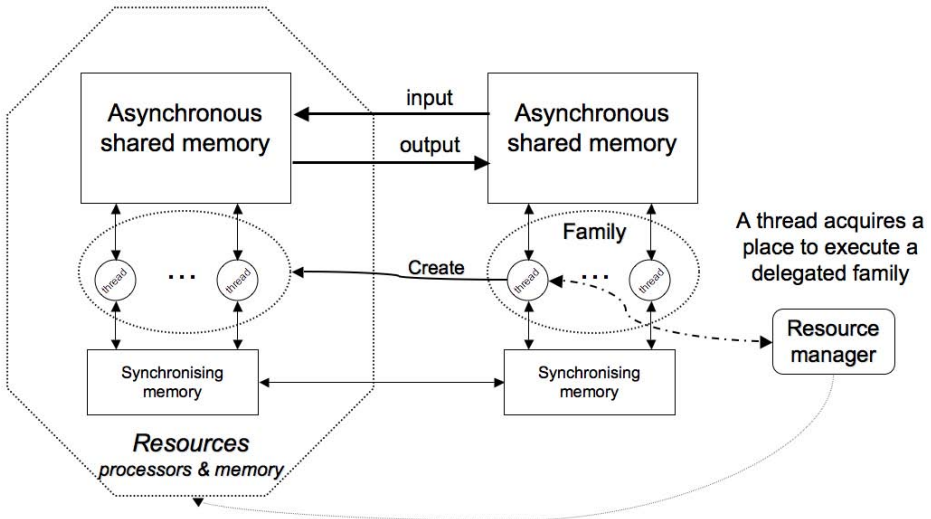 Asynchronous
shared memory
input
output
Asynchronous
shared memory
A thread acquires a
place to execute a
delegated family
Family
thread
...
thread
Create
thread
...
thread
Resource
manager
Synchronising
memory
Synchronising
memory
Resources
processors & memory